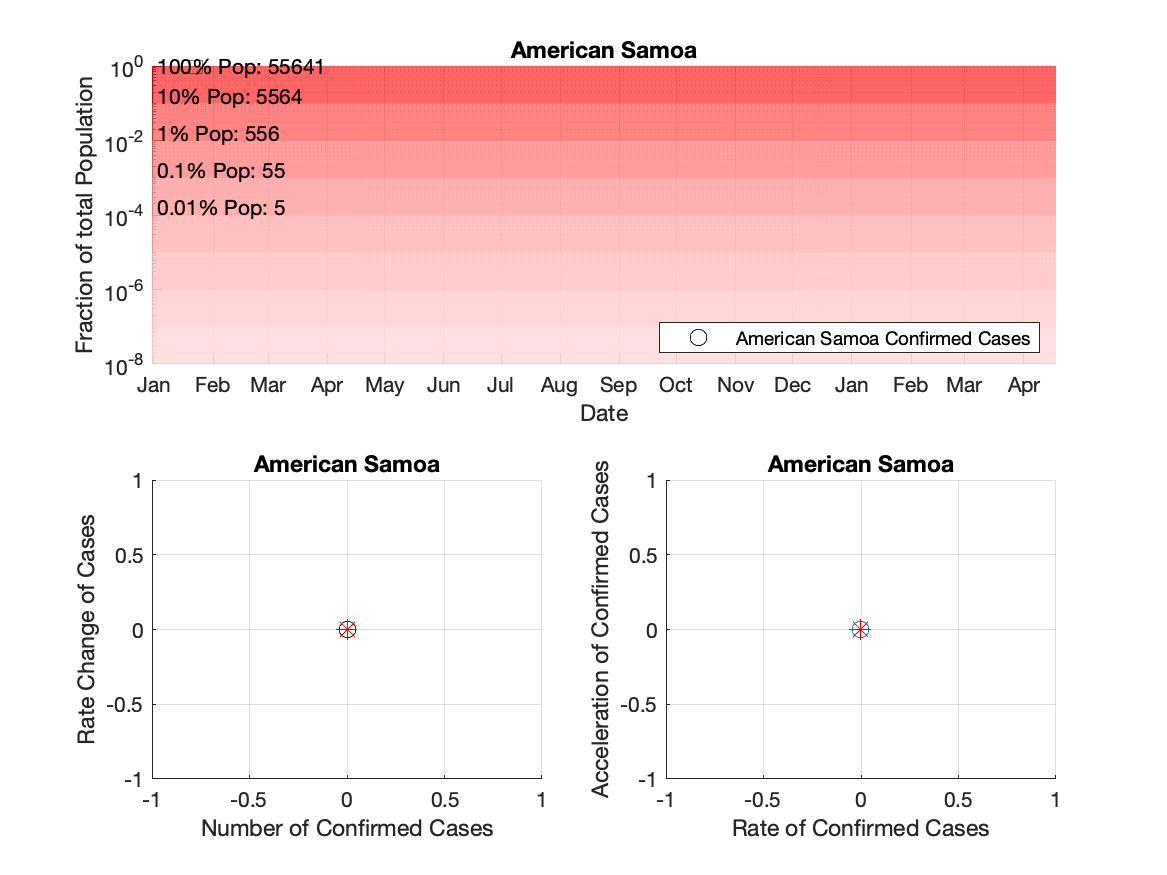 American Samoa
Fraction of total Population
10^0
10^-2
10^-4
10^-6
10^-8
100% Pop: 55641
10% Pop: 5564
1% Pop: 556
0.1% Pop: 55
0.01% Pop: 5
American Samoa Confirmed Cases
Jan Feb Mar Apr May Jun Jul Aug Sep Oct Nov Dec Jan Feb Mar Apr
Date
American Samoa
Rate Change of Cases
1
0.5
0
-0.5
-1
-1 -0.5 0 0.5 1
Number of Confirmed Cases
American Samoa
Acceleration of Confirmed Cases
1
0.5
0
-0.5
-1
-1 -0.5 0 0.5 1
Rate of Confirmed Cases